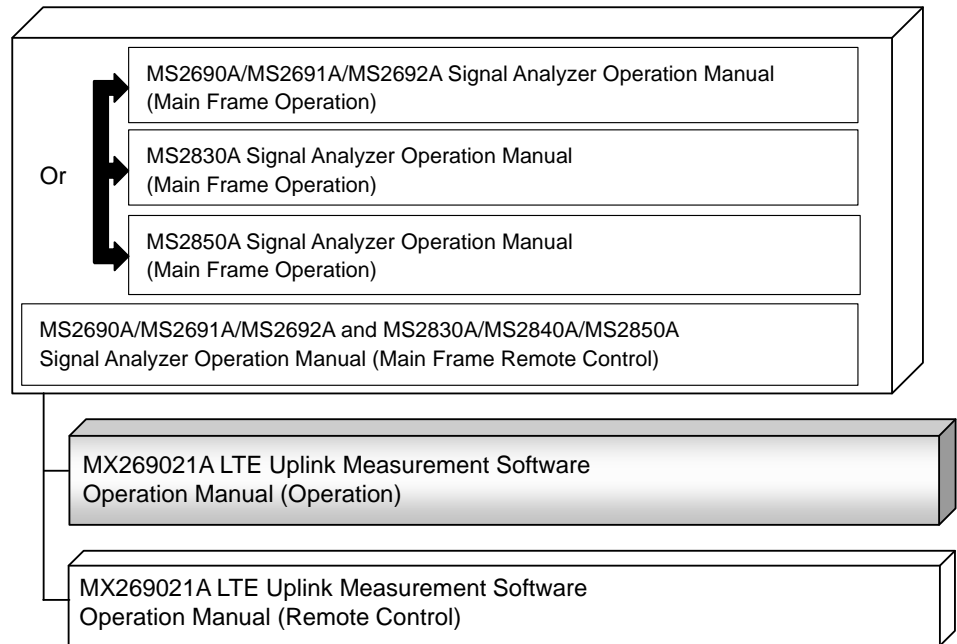 MS2690A/MS2691A/MS2692A Signal Analyzer Operation Manual
(Main Frame Operation)
Or
MS2830A Signal Analyzer Operation Manual
(Main Frame Operation)
MS2850A Signal Analyzer Operation Manual
(Main Frame Operation)
MS2690A/MS2691A/MS2692A and MS2830A/MS2840A/MS2850A
Signal Analyzer Operation Manual (Main Frame Remote Control)
MX269021A LTE Uplink Measurement Software
Operation Manual (Operation)
MX269021A LTE Uplink Measurement Software
Operation Manual (Remote Control)